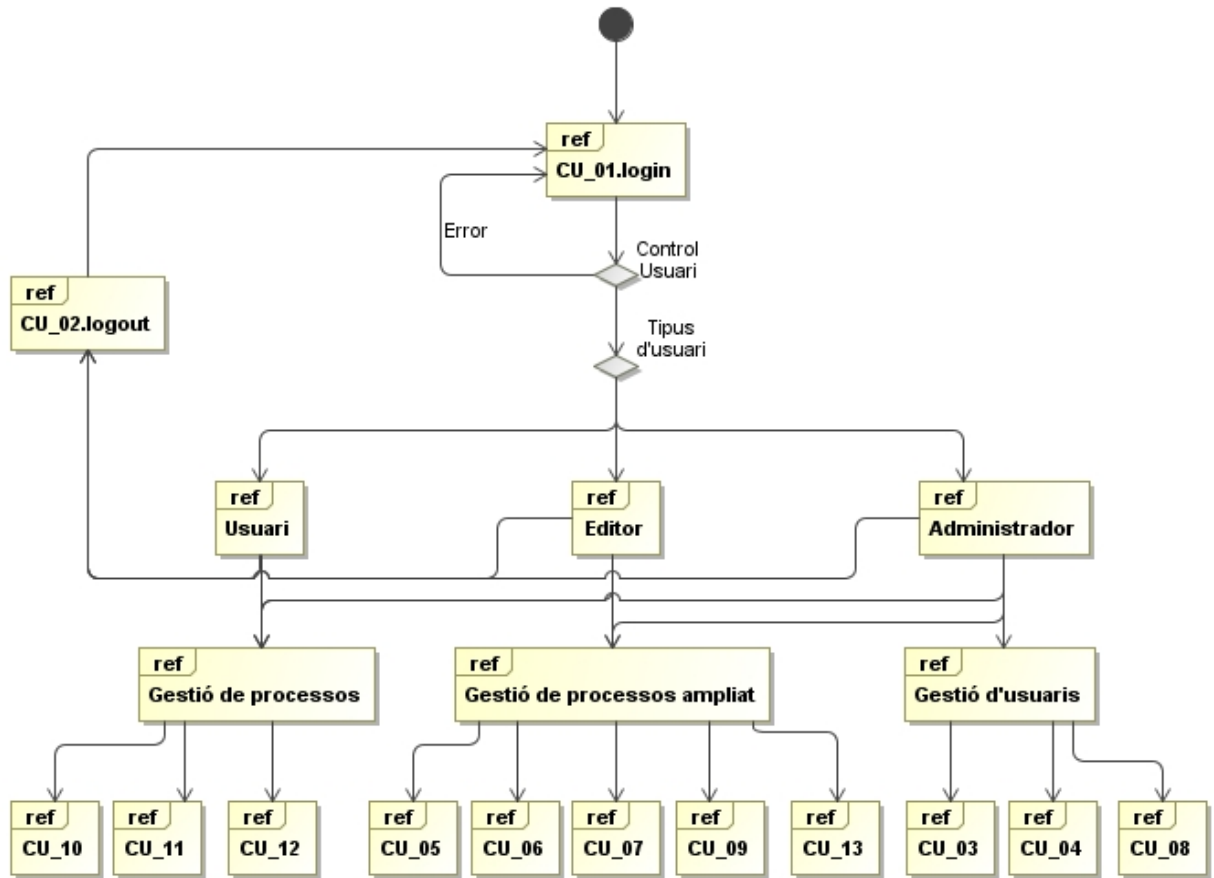 ref
CU_01.login
Error
Control
Usuari
ref
CU_02.logout
Tipus
d'usuari
ref
Usuari
ref
Editor
ref
Administrador
ref
Gestió de processos
ref
Gestió de processos ampliat
ref
Gestió d'usuaris
ref
CU_10
ref
CU_11
ref
CU_12
ref
CU_05
ref
CU_06
ref
CU_07
ref
CU_09
ref
CU_13
ref
CU_03
ref
CU_04
ref
CU_08